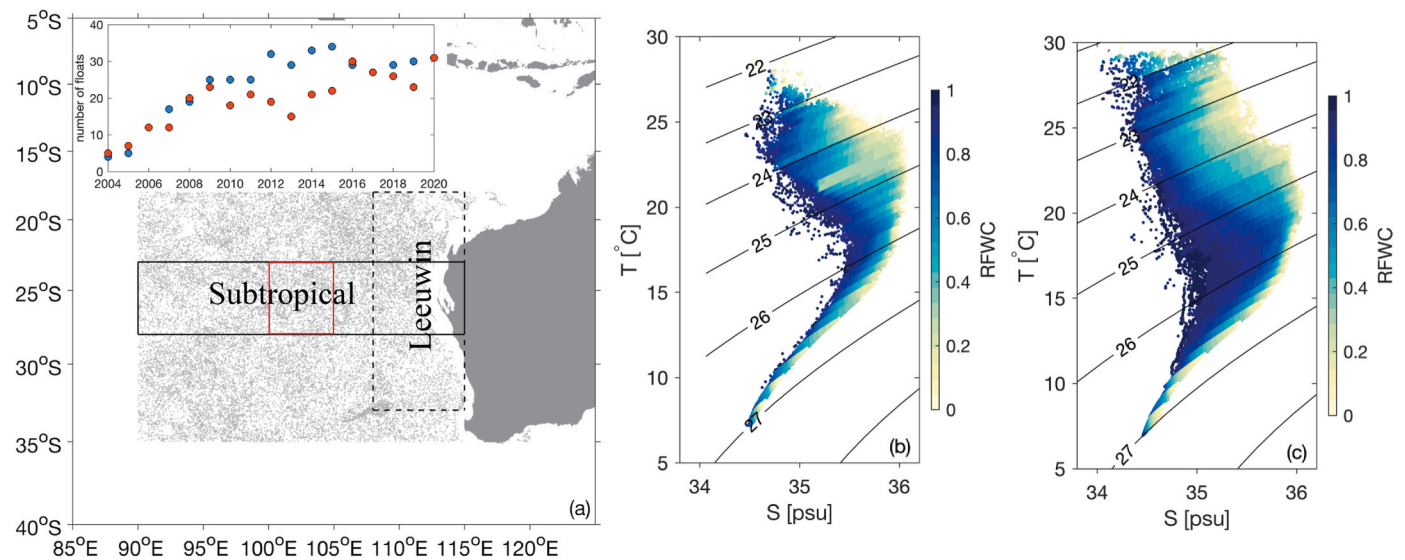 5°S
10°S
15°S
20°S
25°S
30°S
35°S
40°S
85°E 90°E 95°E 100°E 105°E 110°E 115°E 120°E
number of floats
40
30
20
10
0
2004 2006 2008 2010 2012 2014 2016 2018 2020
Subtropical
Leeuwin
(a)
30
25
20
15
10
5
T [°C]
34 35 36
S [psu]
22
23
24
25
26
27
(b)
1
0.8
0.6
0.4
0.2
0
RFWC
30
25
20
15
10
5
T [°C]
34 35 36
S [psu]
22
23
24
25
26
27
(c)
1
0.8
0.6
0.4
0.2
0
RFWC